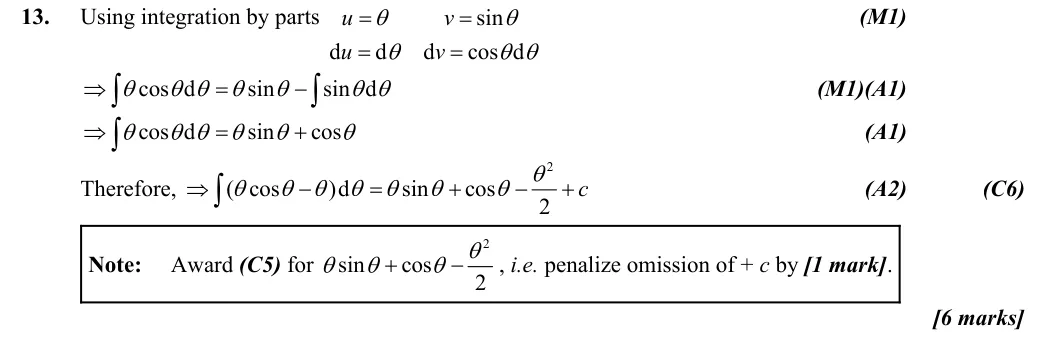 13. Using integration by parts u = θ v = sin θ (M1)
du = dθ dv = cos θ dθ
⇒ ∫ θ cos θ dθ = θ sin θ − ∫ sin θ dθ (M1)(A1)
⇒ ∫ θ cos θ dθ = θ sin θ + cos θ (A1)
Therefore, ⇒ ∫ (θ cos θ − θ) dθ = θ sin θ + cos θ − θ²/2 + c (A2) (C6)
Note: Award (C5) for θ sin θ + cos θ − θ²/2 , i.e. penalize omission of + c by [1 mark].
[6 marks]